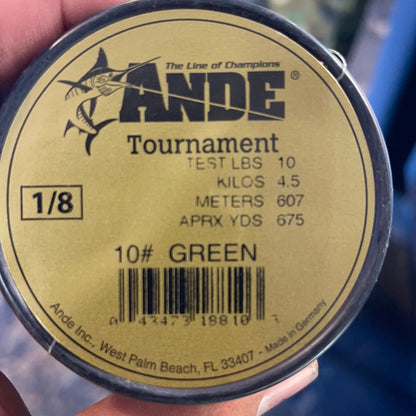 The Line of Champions
ANDE®
Tournament
TEST LBS 10
KILOS 4.5
METERS 607
APRX YDS 675
1/8
10# GREEN
0 43473 18810 3
Ande Inc., West Palm Beach, FL 33407 - Made in Germany